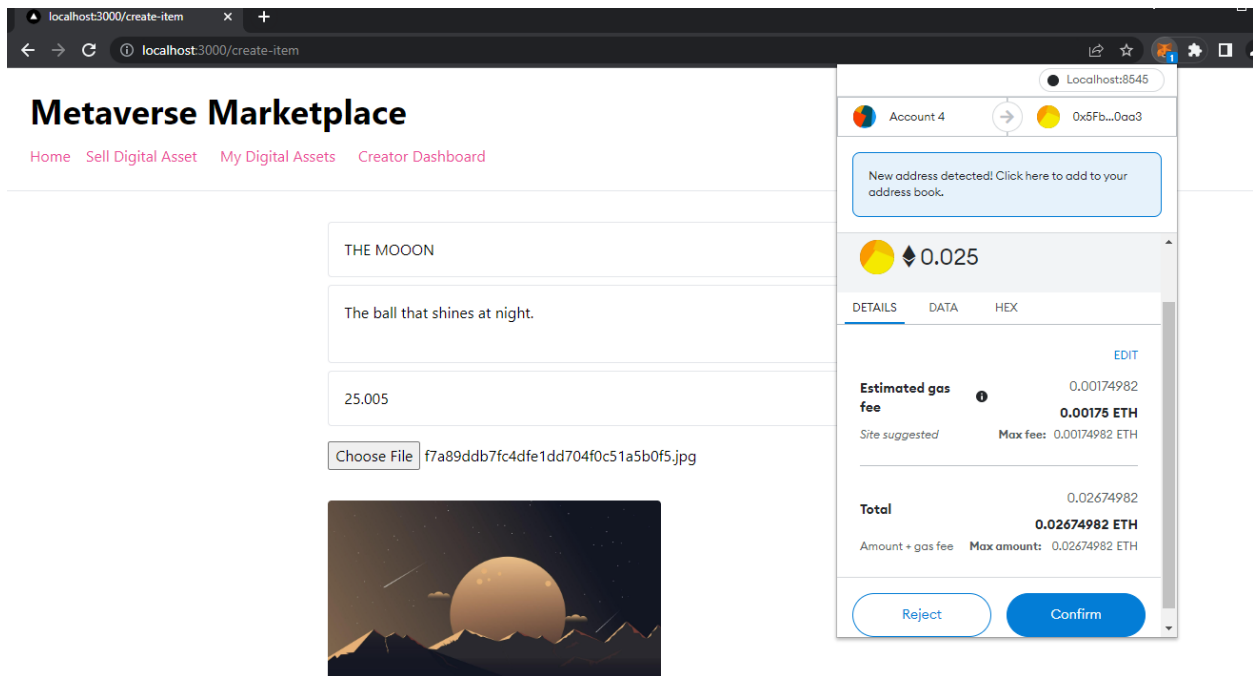 localhost:3000/create-item
localhost:3000/create-item
1
Metaverse Marketplace
Home Sell Digital Asset My Digital Assets Creator Dashboard
THE MOOON
The ball that shines at night.
25.005
Choose File f7a89ddb7fc4dfe1dd704f0c51a5b0f5.jpg
Localhost:8545
Account 4 0x5Fb...0aa3
New address detected! Click here to add to your
address book.
0.025
DETAILS DATA HEX
EDIT
Estimated gas
fee
0.00174982
0.00175 ETH
Site suggested Max fee: 0.00174982 ETH
0.02674982
Total
0.02674982 ETH
Amount + gas fee Max amount: 0.02674982 ETH
Reject Confirm